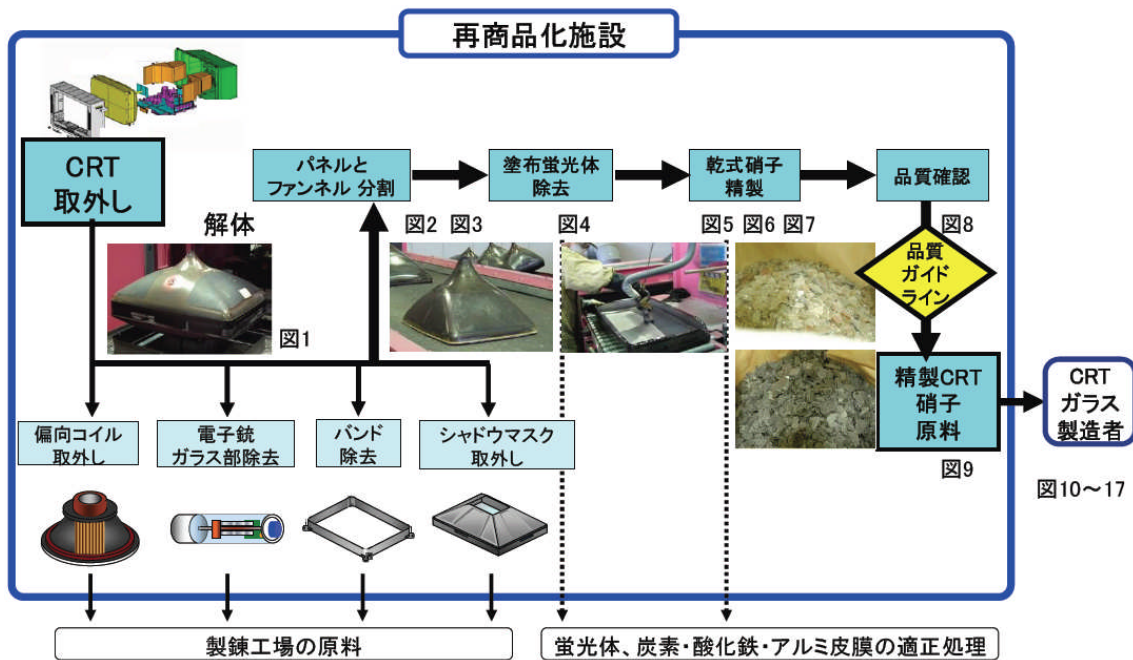 再商品化施設
CRT
取外し
パネルと
ファンネル 分割
塗布蛍光体
除去
乾式硝子
精製
品質確認
解体
図1
図2 図3
図4
図5 図6 図7
図8
品質
ガイド
ライン
精製CRT
硝子
原料
図9
CRT
ガラス
製造者
図10～17
偏向コイル
取外し
電子銃
ガラス部除去
バンド
除去
シャドウマスク
取外し
製錬工場の原料
蛍光体、炭素・酸化鉄・アルミ皮膜の適正処理